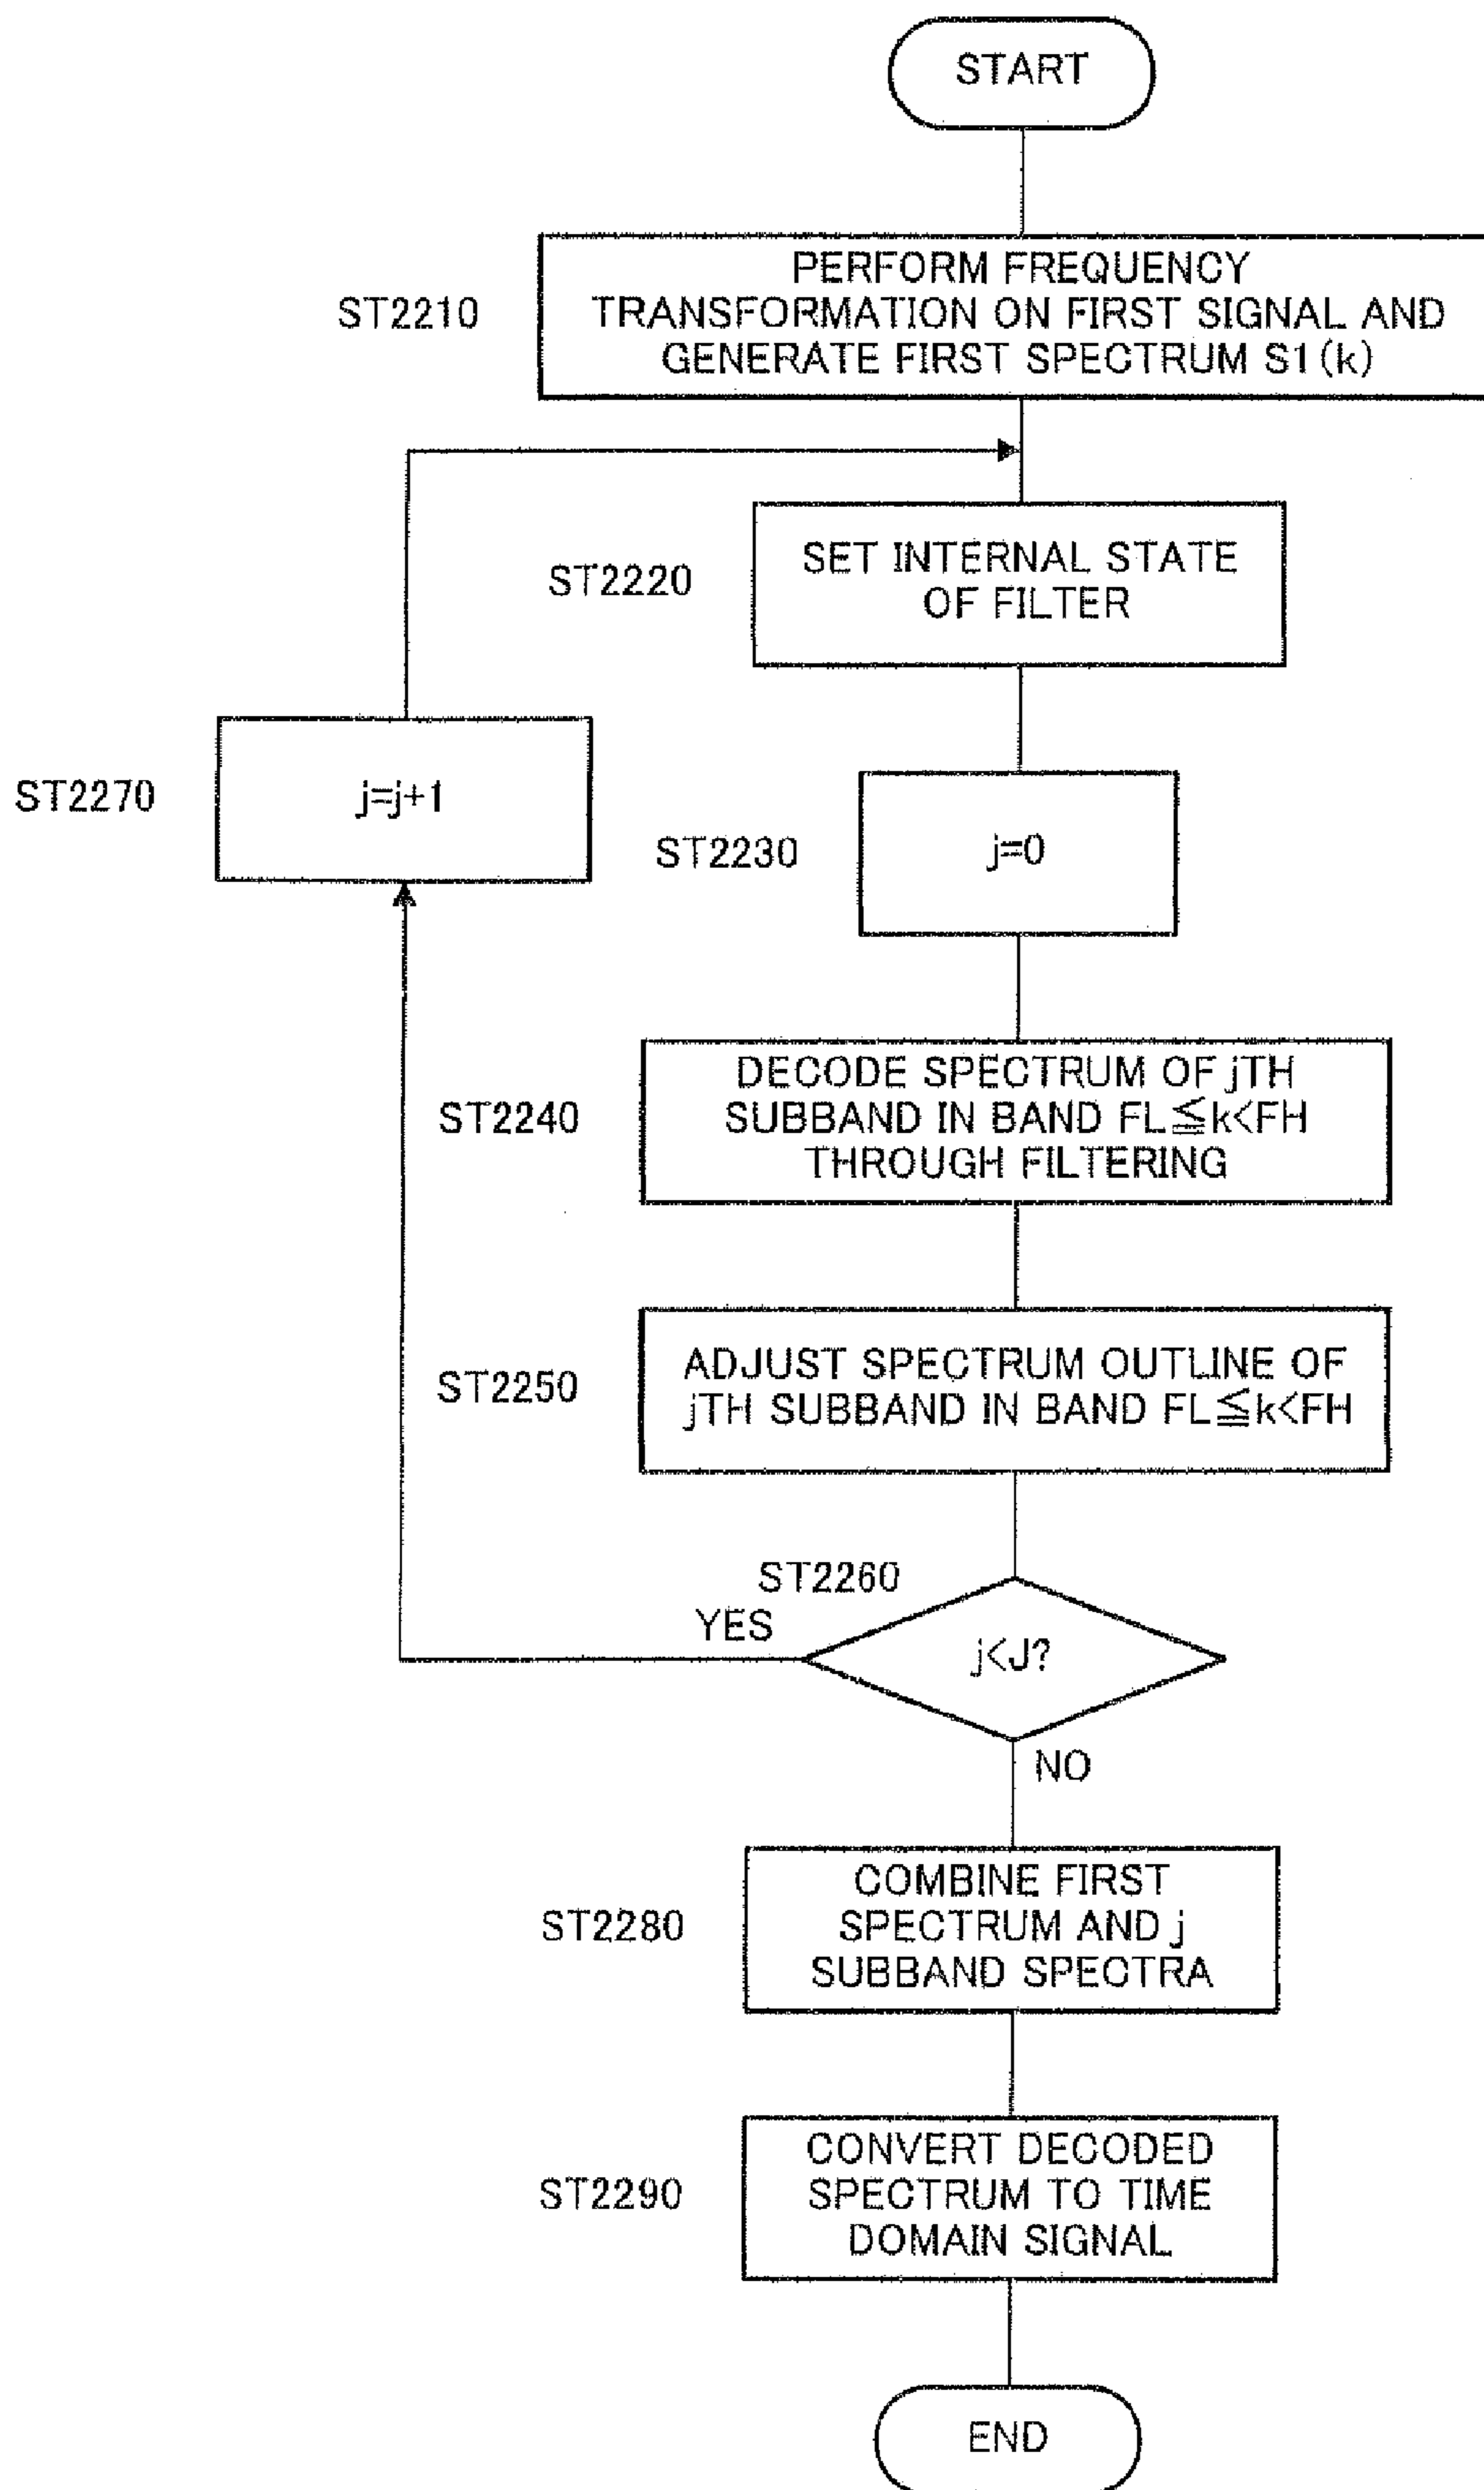 START
PERFORM FREQUENCY
TRANSFORMATION ON FIRST SIGNAL AND
GENERATE FIRST SPECTRUM S1(k)
ST2210
SET INTERNAL STATE
OF FILTER
ST2220
j=j+1
ST2270
j=0
ST2230
DECODE SPECTRUM OF jTH
SUBBAND IN BAND FL≦k<FH
THROUGH FILTERING
ST2240
ADJUST SPECTRUM OUTLINE OF
jTH SUBBAND IN BAND FL≦k<FH
ST2250
ST2260
YES
j<J?
NO
COMBINE FIRST
SPECTRUM AND j
SUBBAND SPECTRA
ST2280
CONVERT DECODED
SPECTRUM TO TIME
DOMAIN SIGNAL
ST2290
END